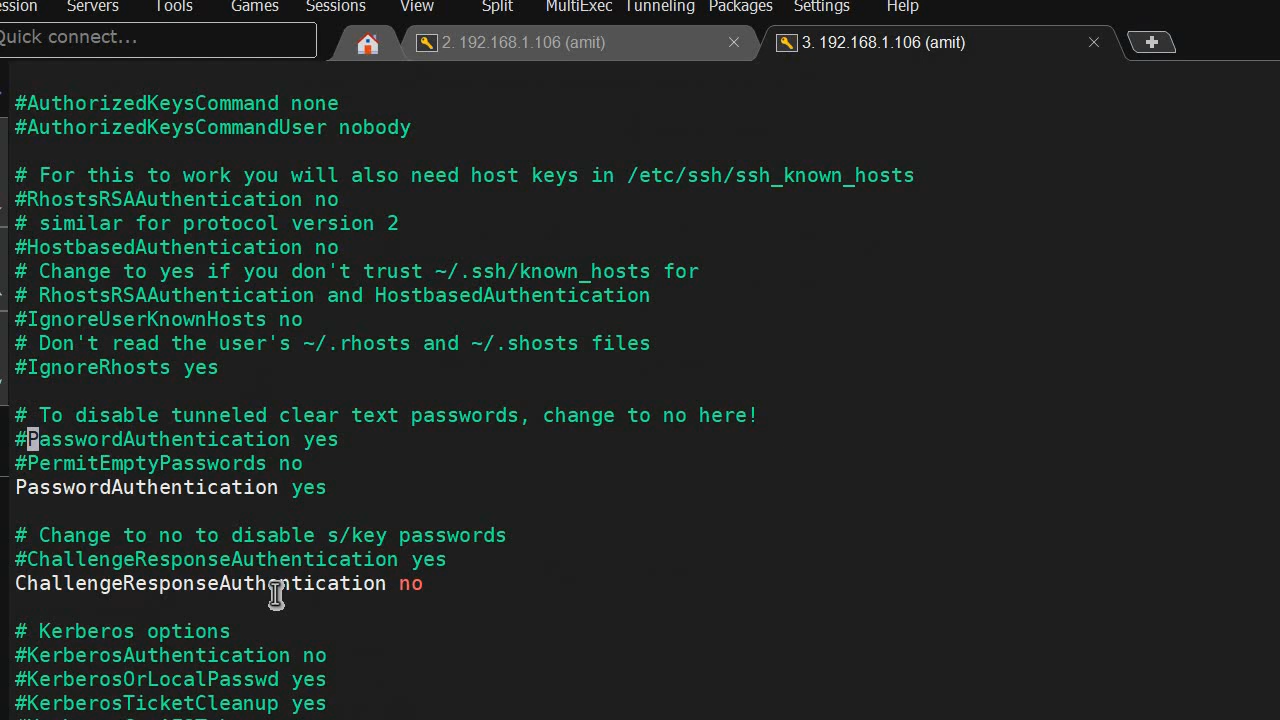 ession Servers Tools Games Sessions View Split MultiExec Tunneling Packages Settings Help
Quick connect...
2. 192.168.1.106 (amit)
3. 192.168.1.106 (amit)
#AuthorizedKeysCommand none
#AuthorizedKeysCommandUser nobody
# For this to work you will also need host keys in /etc/ssh/ssh_known_hosts
#RhostsRSAAuthentication no
# similar for protocol version 2
#HostbasedAuthentication no
# Change to yes if you don't trust ~/.ssh/known_hosts for
# RhostsRSAAuthentication and HostbasedAuthentication
#IgnoreUserKnownHosts no
# Don't read the user's ~/.rhosts and ~/.shosts files
#IgnoreRhosts yes
# To disable tunneled clear text passwords, change to no here!
#PasswordAuthentication yes
#PermitEmptyPasswords no
PasswordAuthentication yes
# Change to no to disable s/key passwords
#ChallengeResponseAuthentication yes
ChallengeResponseAuthentication no
# Kerberos options
#KerberosAuthentication no
#KerberosOrLocalPasswd yes
#KerberosTicketCleanup yes